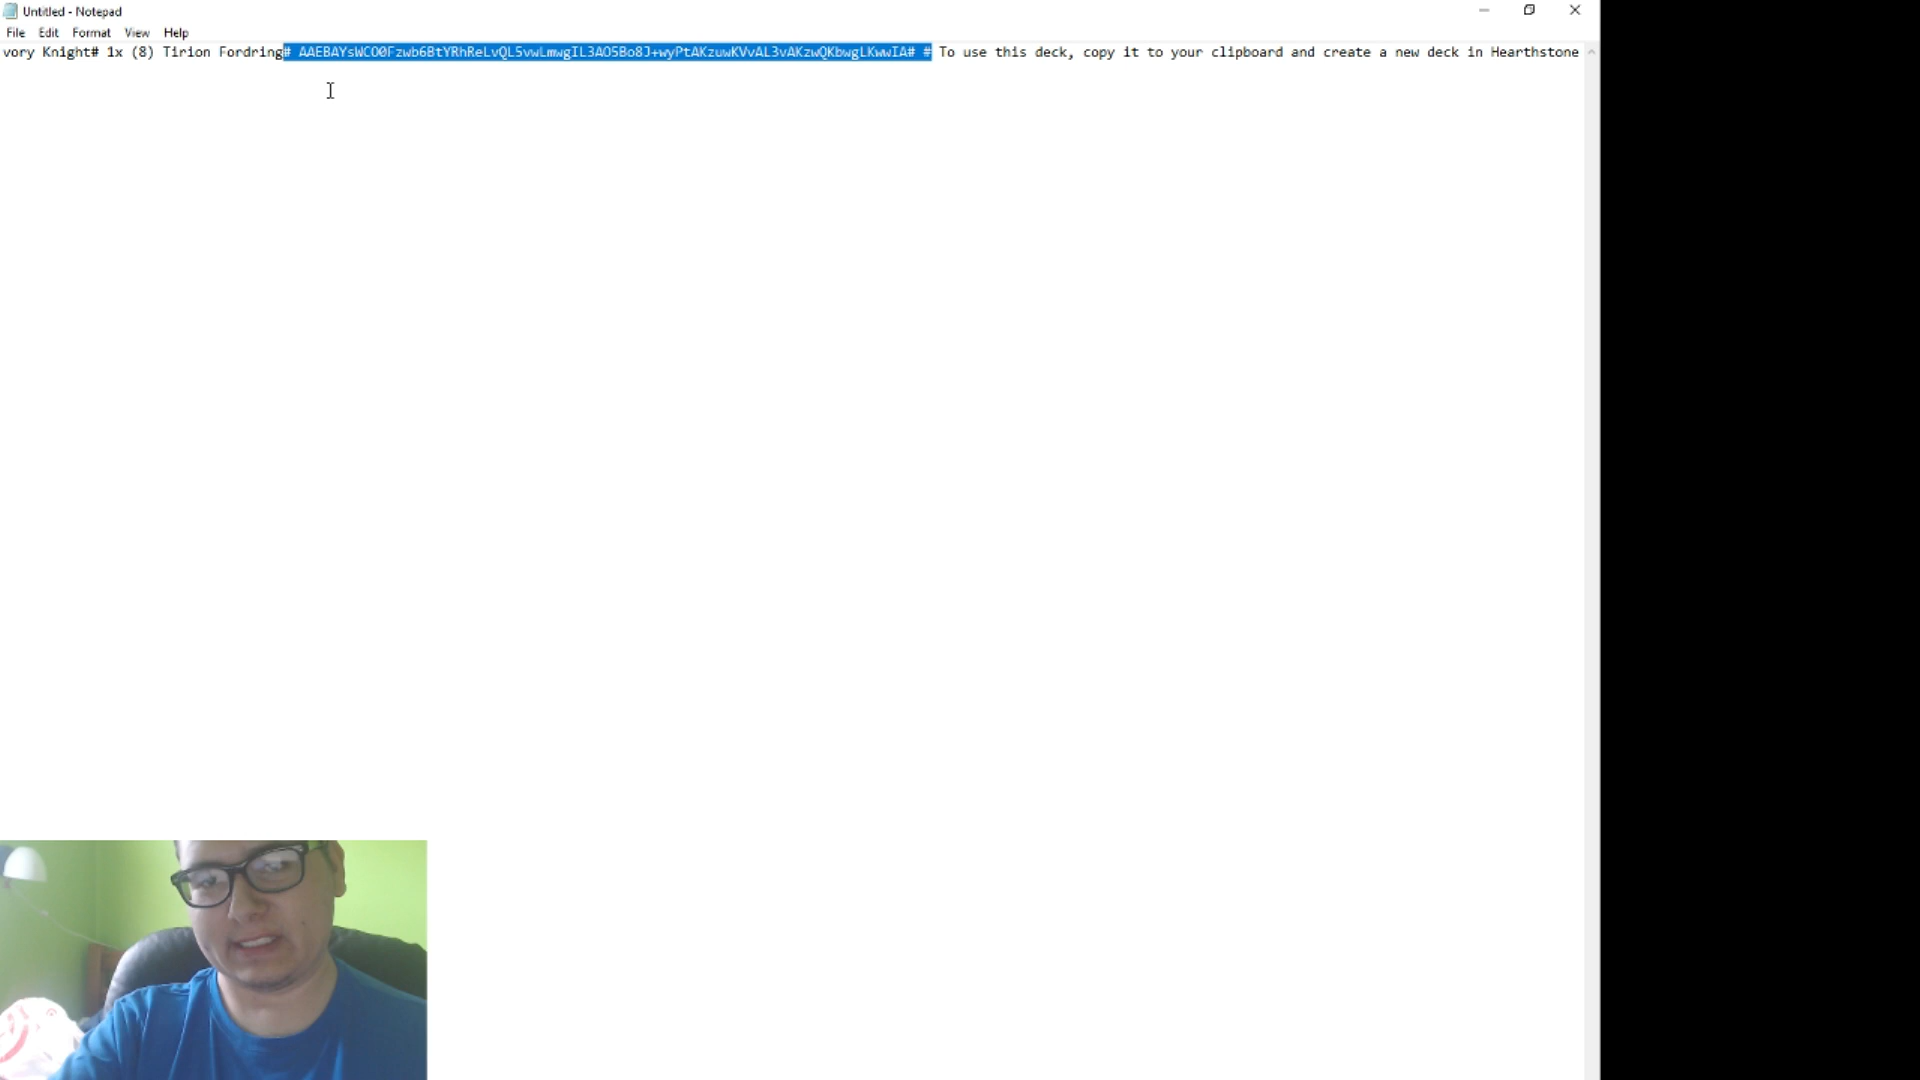 Untitled - Notepad
File Edit Format View Help
vory Knight# 1x (8) Tirion Fordring# AAEBAYsWCO0Fzwb6BtYRhReLvQL5vwLmwgIL3AO5Bo8J+wyPtAKzuwKVvAL3vAKzwQKbwgLKwwIA# # To use this deck, copy it to your clipboard and create a new deck in Hearthstone